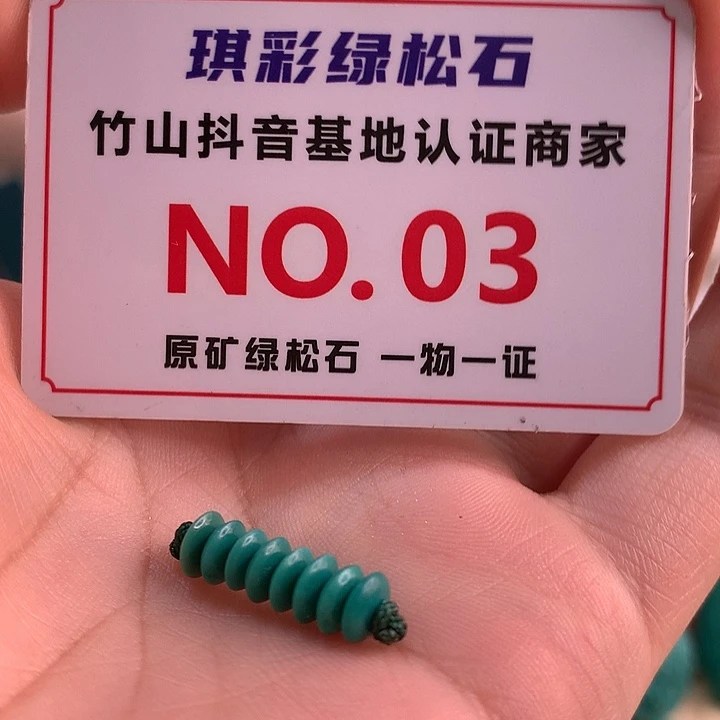 琪彩绿松石
竹山抖音基地认证商家
NO.03
原矿绿松石 一物一证